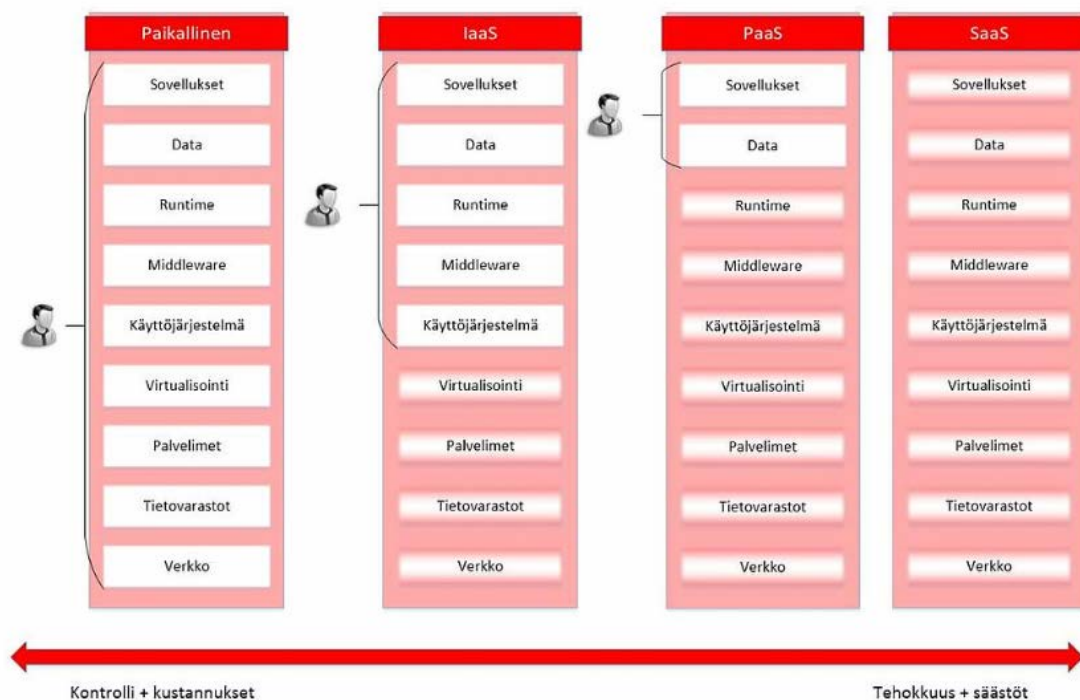 Paikallinen
Sovellukset
Data
Runtime
Middleware
Käyttöjärjestelmä
Virtualisointi
Palvelimet
Tietovarastot
Verkko
IaaS
Sovellukset
Data
Runtime
Middleware
Käyttöjärjestelmä
Virtualisointi
Palvelimet
Tietovarastot
Verkko
PaaS
Sovellukset
Data
Runtime
Middleware
Käyttöjärjestelmä
Virtualisointi
Palvelimet
Tietovarastot
Verkko
SaaS
Sovellukset
Data
Runtime
Middleware
Käyttöjärjestelmä
Virtualisointi
Palvelimet
Tietovarastot
Verkko
Kontrolli + kustannukset
Tehokkuus + säästöt